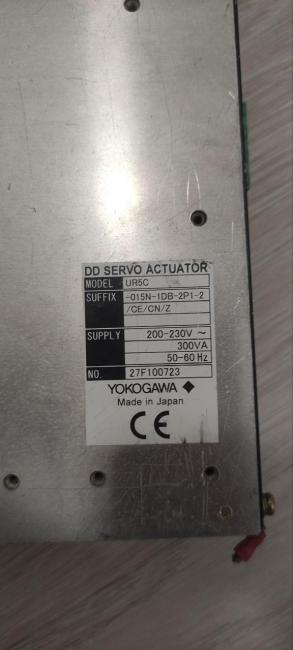 DD SERVO ACTUATOR
MODEL UR5C
SUFFIX -015N-1DB-2P1-2
/CE/CN/Z
SUPPLY 200-230V ~
300VA
50-60 Hz
NO. 27F100723
YOKOGAWA ◆
Made in Japan
CE